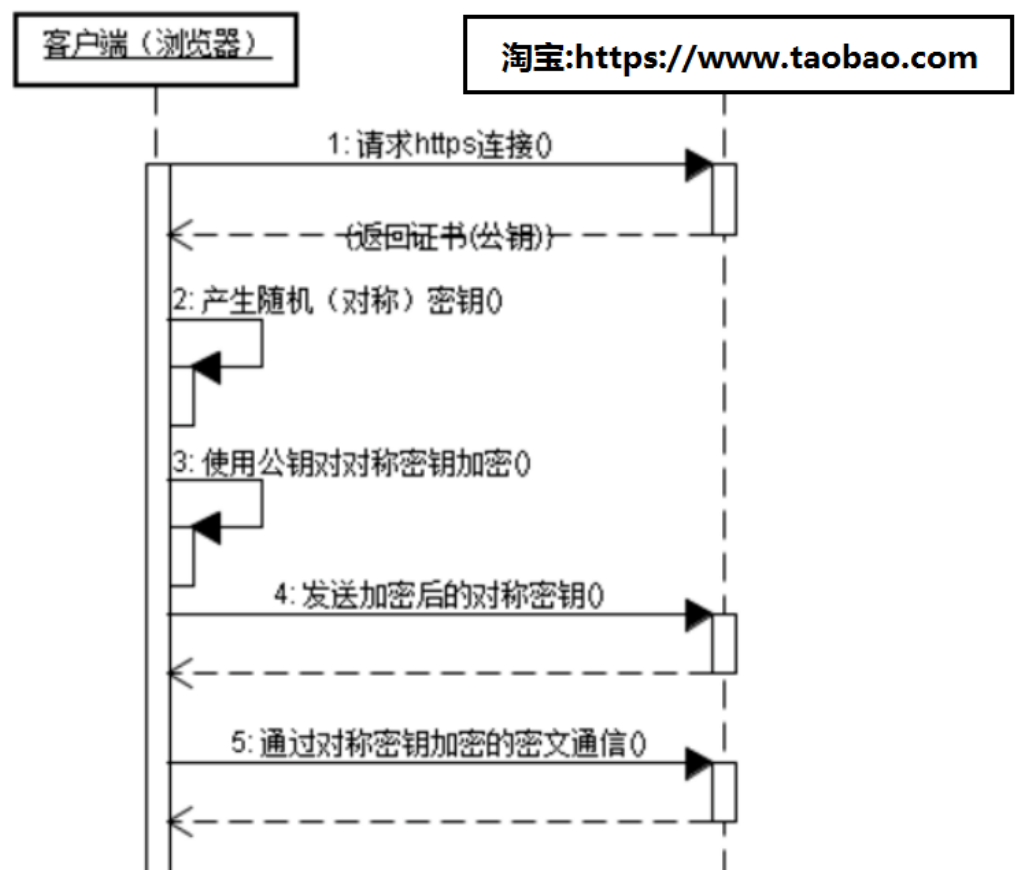 客户端（浏览器）
淘宝:https://www.taobao.com
1: 请求https连接()
{返回证书(公钥)}
2: 产生随机（对称）密钥()
3: 使用公钥对对称密钥加密()
4: 发送加密后的对称密钥()
5: 通过对称密钥加密的密文通信()